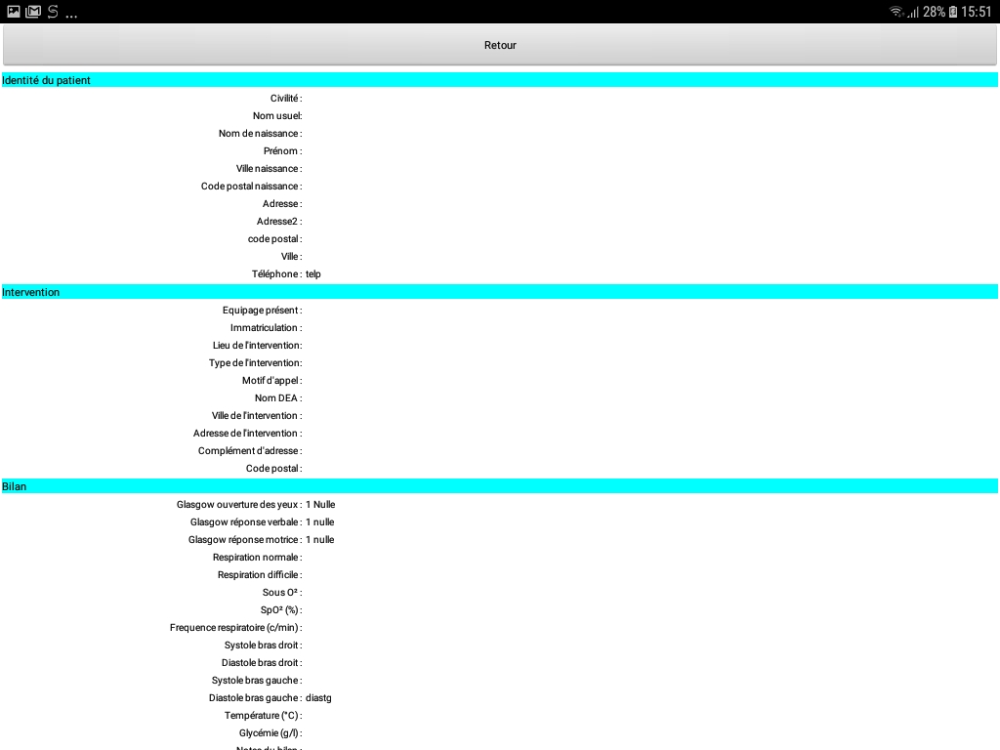 ... 28% 15:51
Retour
Identité du patient
Civilité :
Nom usuel:
Nom de naissance :
Prénom :
Ville naissance :
Code postal naissance :
Adresse :
Adresse2 :
code postal :
Ville :
Téléphone : telp
Intervention
Equipage présent :
Immatriculation :
Lieu de l'intervention:
Type de l'intervention:
Motif d'appel :
Nom DEA :
Ville de l'intervention :
Adresse de l'intervention :
Complément d'adresse :
Code postal :
Bilan
Glasgow ouverture des yeux : 1 Nulle
Glasgow réponse verbale : 1 nulle
Glasgow réponse motrice : 1 nulle
Respiration normale :
Respiration difficile :
Sous O² :
SpO² (%) :
Frequence respiratoire (c/min) :
Systole bras droit :
Diastole bras droit :
Systole bras gauche :
Diastole bras gauche : diastg
Température (°C) :
Glycémie (g/l) :
Notes du bilan :